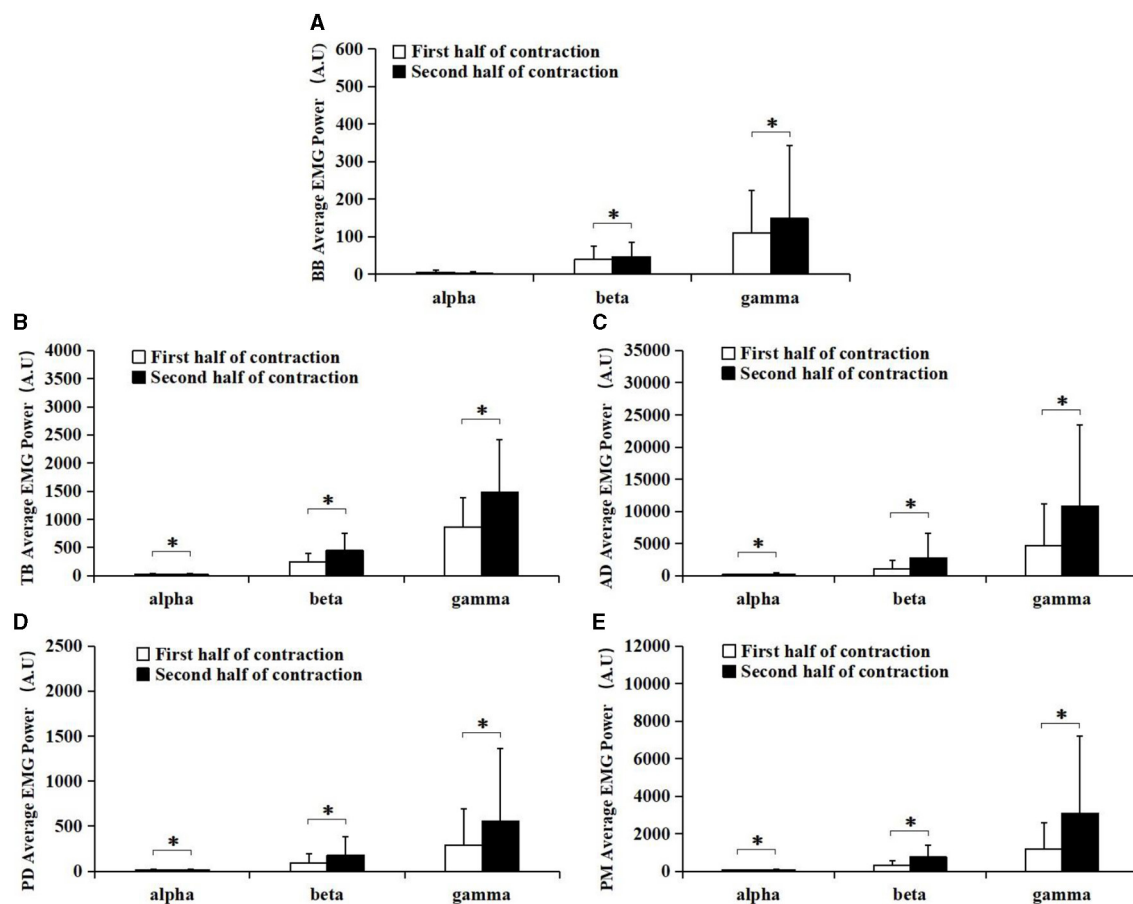 A
BB Average EMG Power (A.U)
600
500
400
300
200
100
0
First half of contraction
Second half of contraction
*
*
alpha beta gamma
B
TB Average EMG Power (A.U)
4000
3500
3000
2500
2000
1500
1000
500
0
First half of contraction
Second half of contraction
*
*
*
alpha beta gamma
C
AD Average EMG Power (A.U)
35000
30000
25000
20000
15000
10000
5000
0
First half of contraction
Second half of contraction
*
*
*
alpha beta gamma
D
PD Average EMG Power (A.U)
2500
2000
1500
1000
500
0
First half of contraction
Second half of contraction
*
*
*
alpha beta gamma
E
PM Average EMG Power (A.U)
12000
10000
8000
6000
4000
2000
0
First half of contraction
Second half of contraction
*
*
*
alpha beta gamma